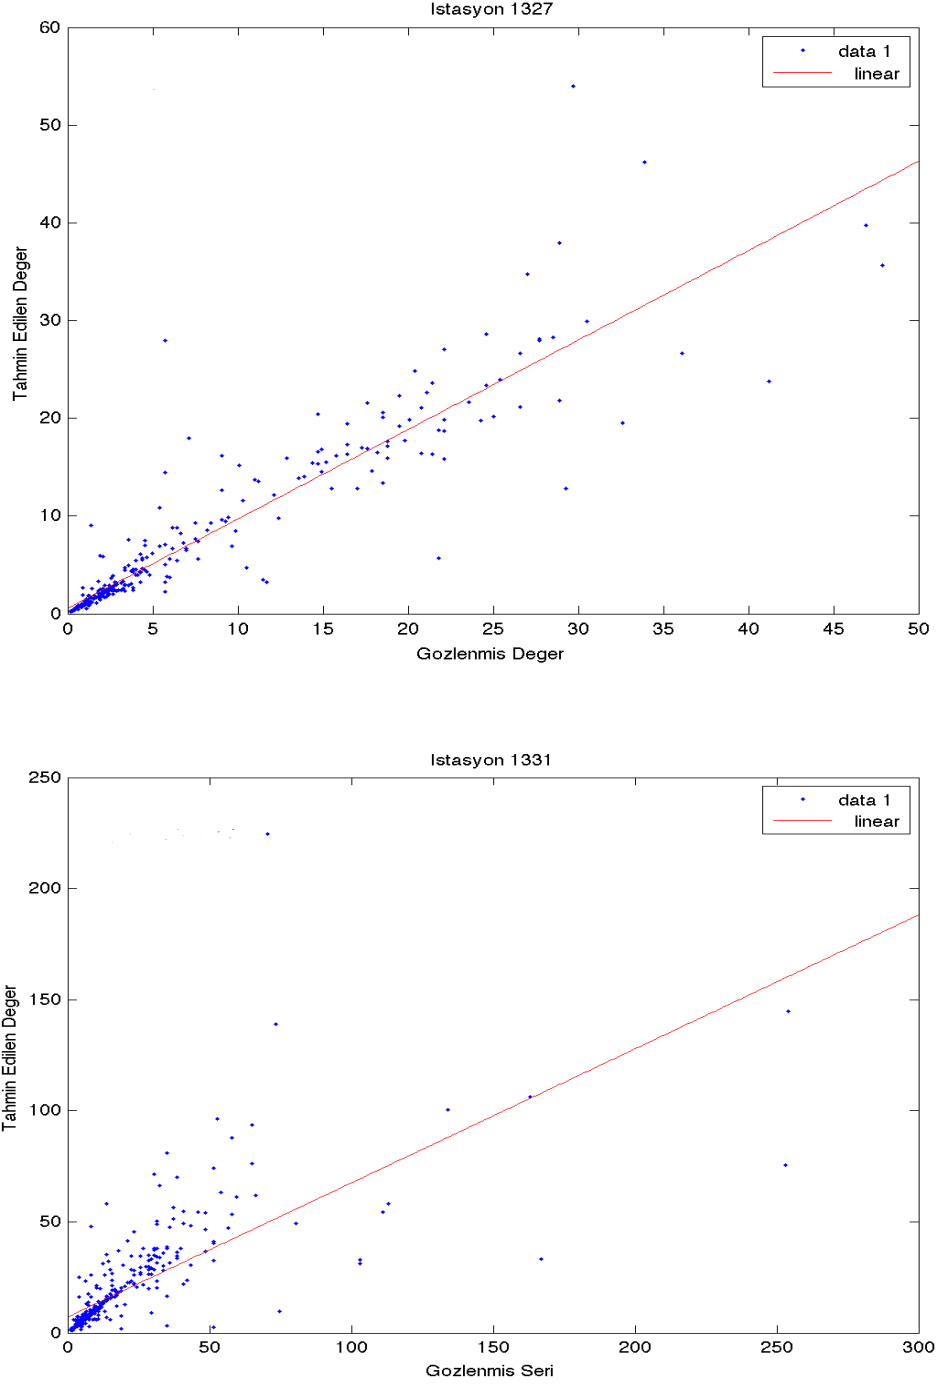 Istasyon 1327
60
50
40
30
20
10
0
data 1
linear
Tahmin Edilen Deger
0 5 10 15 20 25 30 35 40 45 50
Gozlenmis Deger
Istasyon 1331
250
200
150
100
50
0
data 1
linear
Tahmin Edilen Deger
0 50 100 150 200 250 300
Gozlenmis Seri